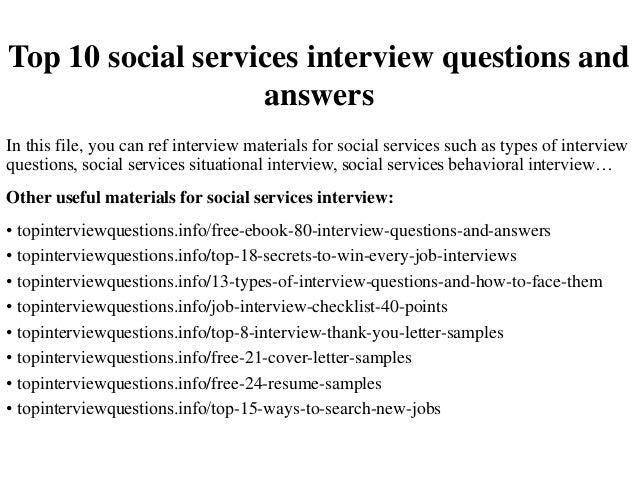 Top 10 social services interview questions and
answers
In this file, you can ref interview materials for social services such as types of interview
questions, social services situational interview, social services behavioral interview…
Other useful materials for social services interview:
• topinterviewquestions.info/free-ebook-80-interview-questions-and-answers
• topinterviewquestions.info/top-18-secrets-to-win-every-job-interviews
• topinterviewquestions.info/13-types-of-interview-questions-and-how-to-face-them
• topinterviewquestions.info/job-interview-checklist-40-points
• topinterviewquestions.info/top-8-interview-thank-you-letter-samples
• topinterviewquestions.info/free-21-cover-letter-samples
• topinterviewquestions.info/free-24-resume-samples
• topinterviewquestions.info/top-15-ways-to-search-new-jobs